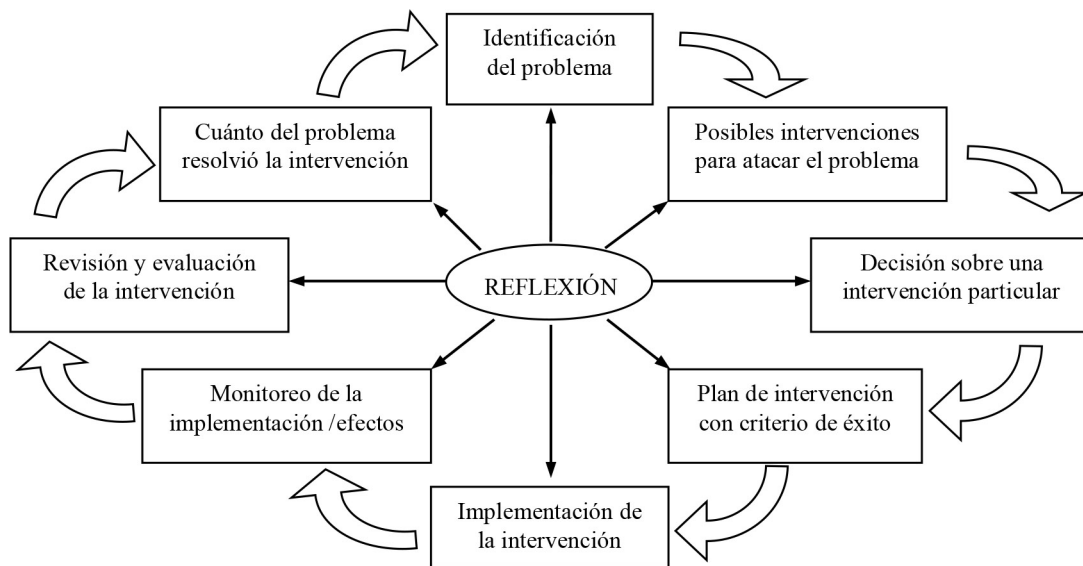 Identificación
del problema
Posibles intervenciones
para atacar el problema
Decisión sobre una
intervención particular
Plan de intervención
con criterio de éxito
Implementación de
la intervención
Monitoreo de la
implementación /efectos
Revisión y evaluación
de la intervención
Cuánto del problema
resolvió la intervención
REFLEXIÓN